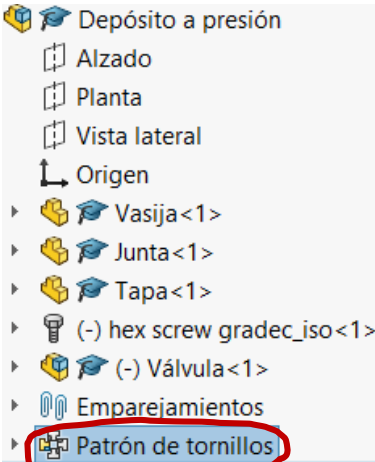 Depósito a presión
Alzado
Planta
Vista lateral
Origen
Vasija<1>
Junta<1>
Tapa<1>
(-) hex screw gradec_iso<1>
(-) Válvula<1>
Emparejamientos
Patrón de tornillos